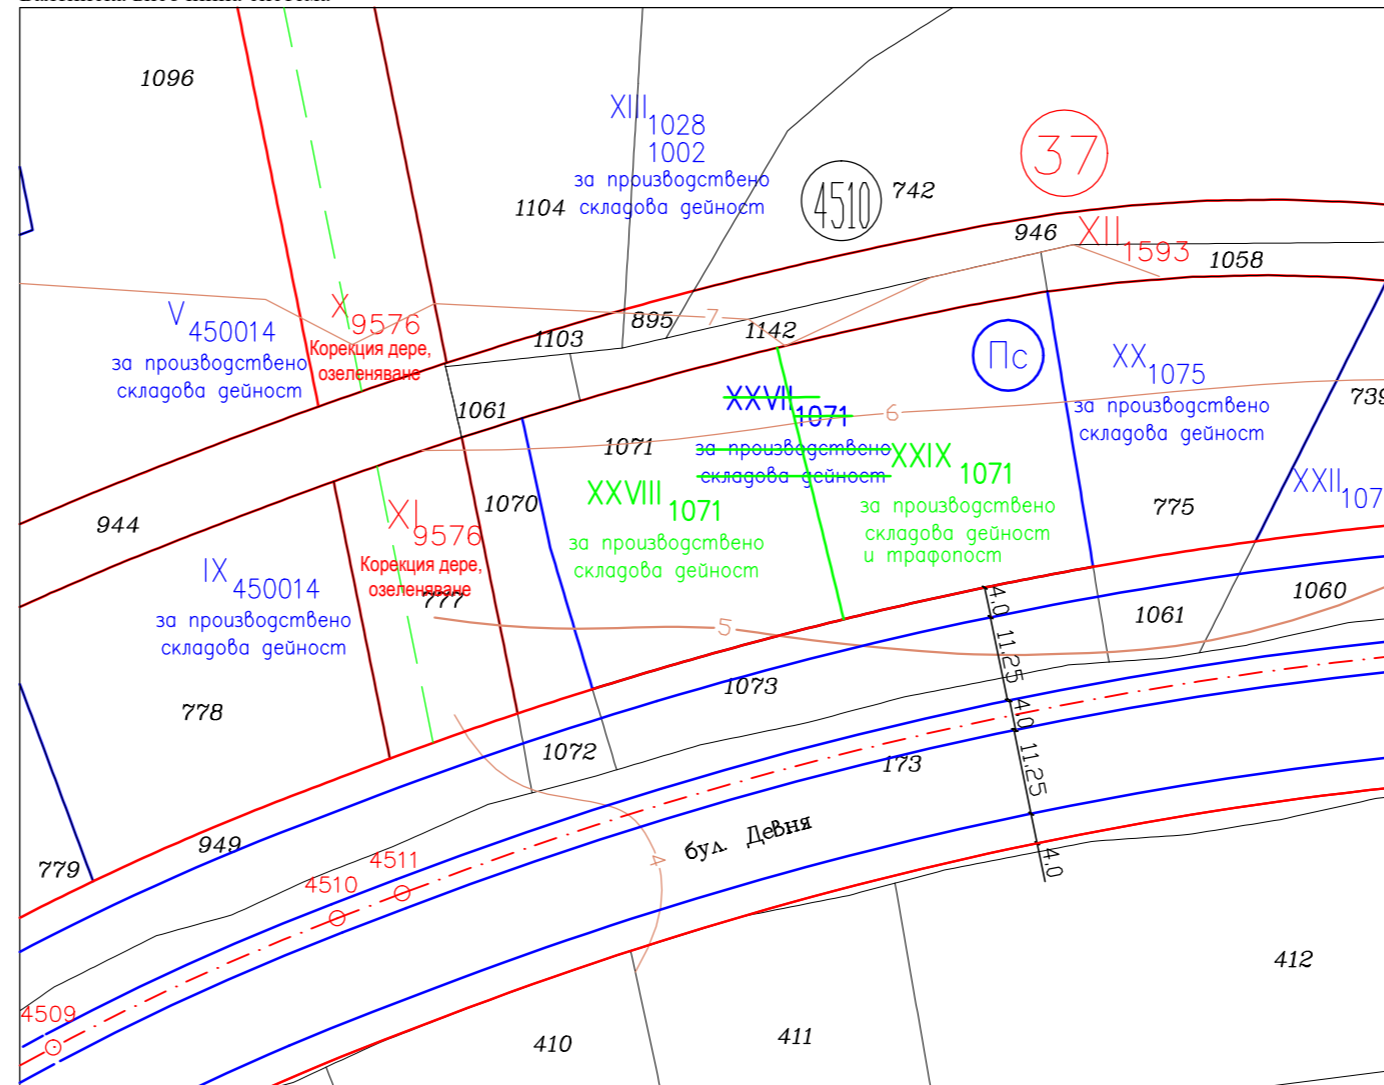 1096
XIII 1028
1002
за производствено
складова дейност
1104
4510
742
37
946
XII 1593
1058
V 450014
за производствено
складова дейност
X 9576
Корекция дере,
озеленяване
1103
895
7
1142
Пс
XX 1075
за производствено
складова дейност
739
1061
XXVII 1071
за производствено
складова дейност
6
1071
XXVIII 1071
за производствено
складова дейност
XXIX 1071
за производствено
складова дейност
и трафопост
XXII 107
775
944
1070
XI 9576
Корекция дере,
озеленяване
777
IX 450014
за производствено
складова дейност
5
4.0
11.25
4.0
11.25
4.0
1060
1061
778
1073
1072
173
бул. Девня
949
779
4511
4510
4
4509
410
411
412